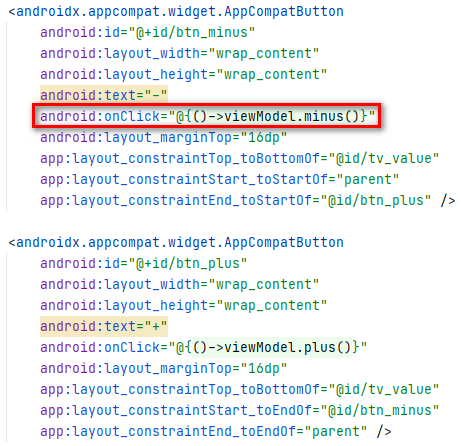 <androidx.appcompat.widget.AppCompatButton
android:id="@+id/btn_minus"
android:layout_width="wrap_content"
android:layout_height="wrap_content"
android:text="-"
android:onClick="@{()->viewModel.minus()}"
android:layout_marginTop="16dp"
app:layout_constraintTop_toBottomOf="@id/tv_value"
app:layout_constraintStart_toStartOf="parent"
app:layout_constraintEnd_toStartOf="@id/btn_plus" />
<androidx.appcompat.widget.AppCompatButton
android:id="@+id/btn_plus"
android:layout_width="wrap_content"
android:layout_height="wrap_content"
android:text="+"
android:onClick="@{()->viewModel.plus()}"
android:layout_marginTop="16dp"
app:layout_constraintTop_toBottomOf="@id/tv_value"
app:layout_constraintStart_toEndOf="@id/btn_minus"
app:layout_constraintEnd_toEndOf="parent" />